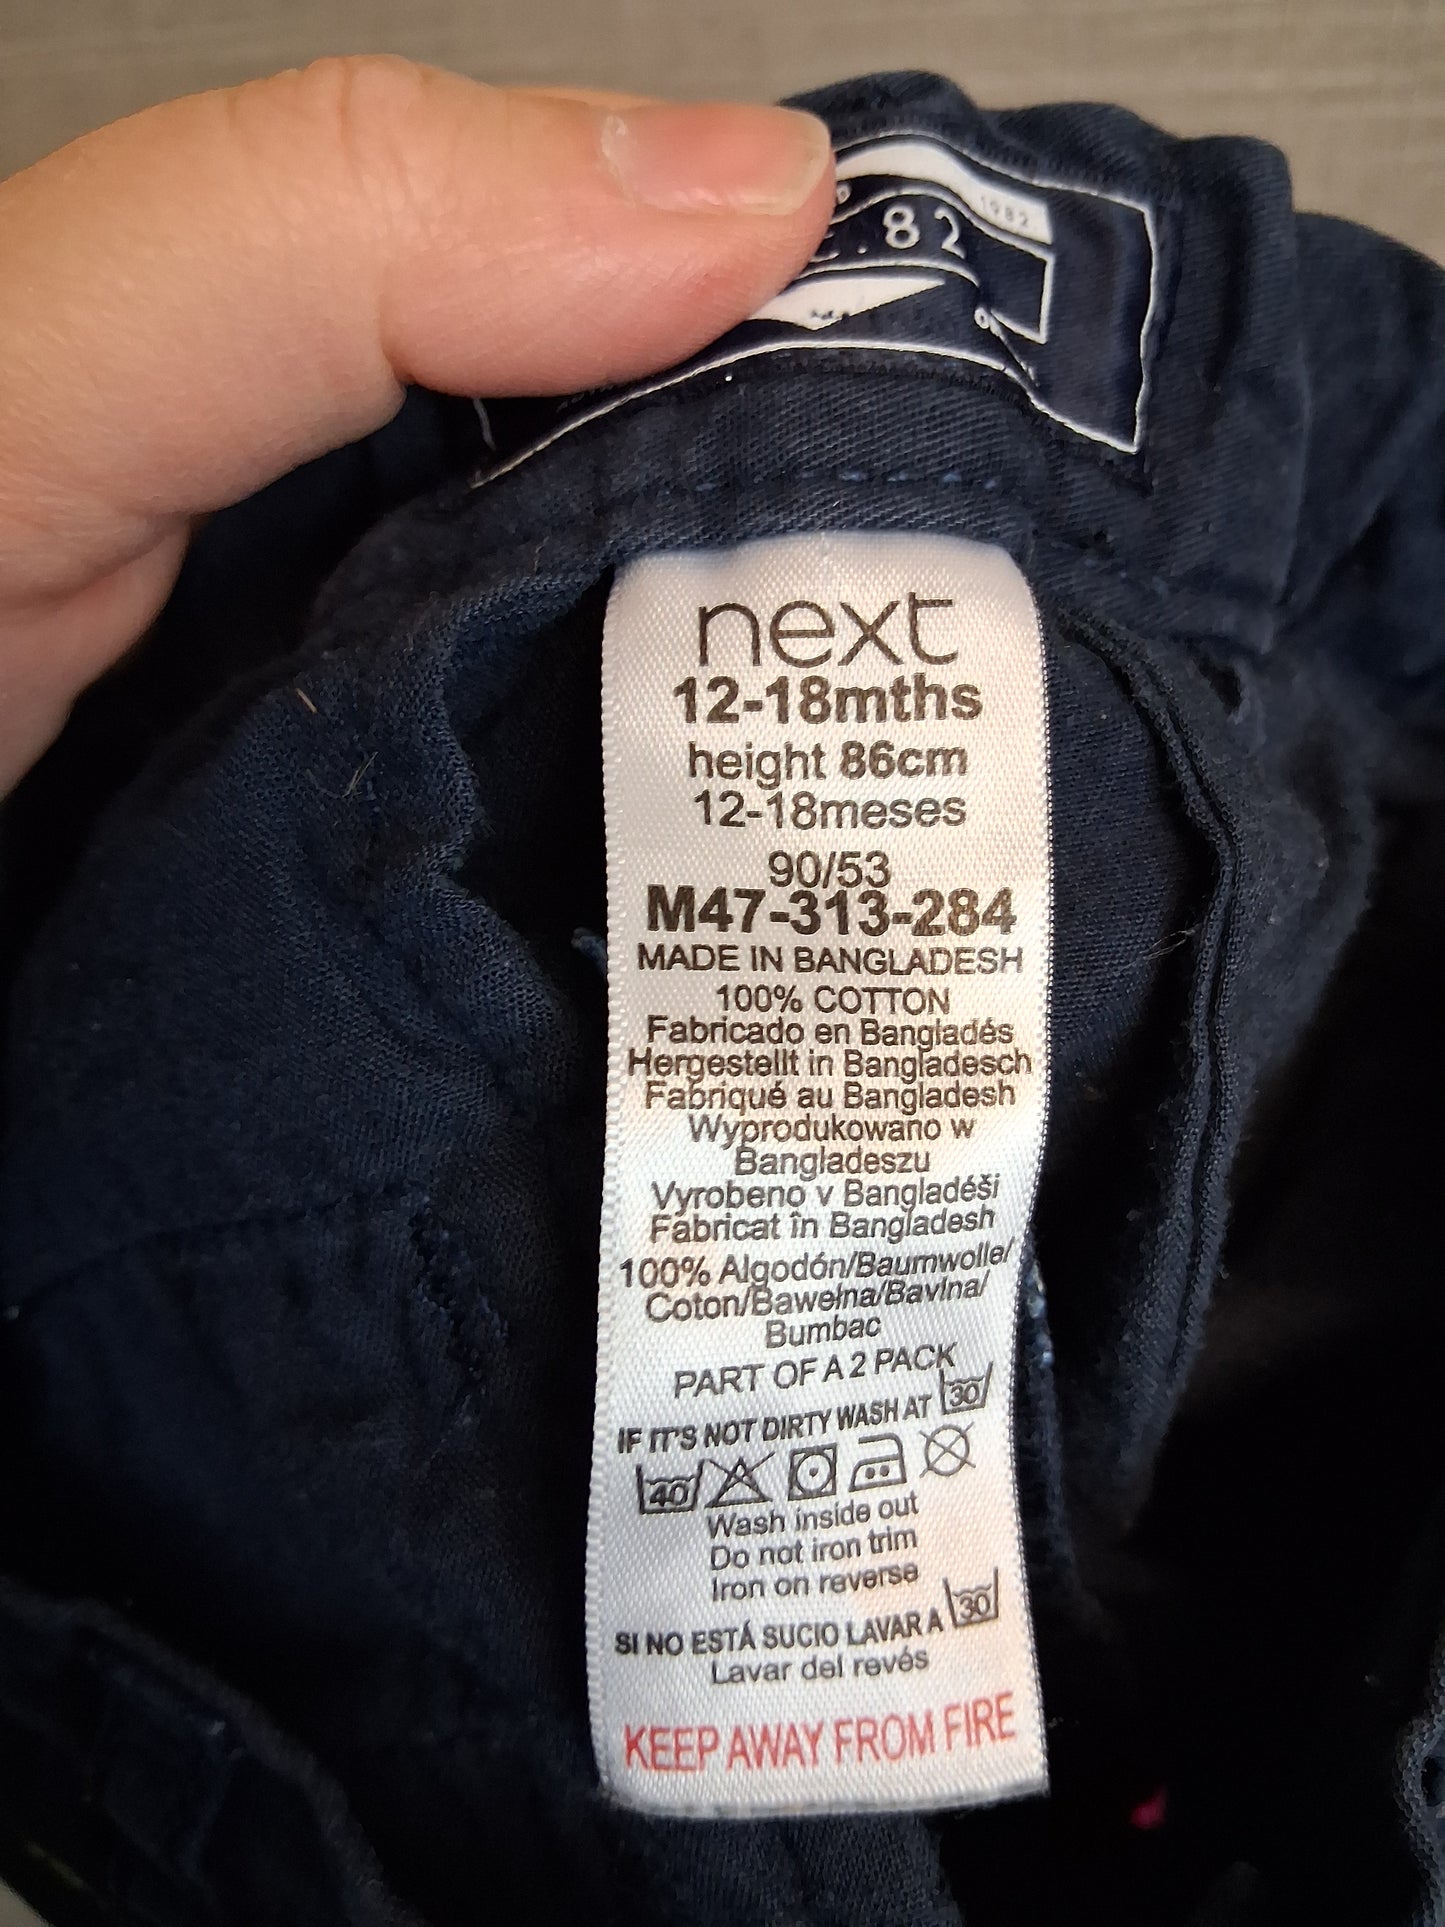 1982
.82
next
12-18mths
height 86cm
12-18meses
90/53
M47-313-284
MADE IN BANGLADESH
100% COTTON
Fabricado en Bangladés
Hergestellt in Bangladesch
Fabriqué au Bangladesh
Wyprodukowano w
Bangladeszu
Vyrobeno v Bangladéši
Fabricat în Bangladesh
100% Algodón/Baumwolle/
Coton/Bawełna/Bavlna/
Bumbac
PART OF A 2 PACK
IF IT'S NOT DIRTY WASH AT 30
40
Wash inside out
Do not iron trim
Iron on reverse
SI NO ESTÁ SUCIO LAVAR A 30
Lavar del revés
KEEP AWAY FROM FIRE